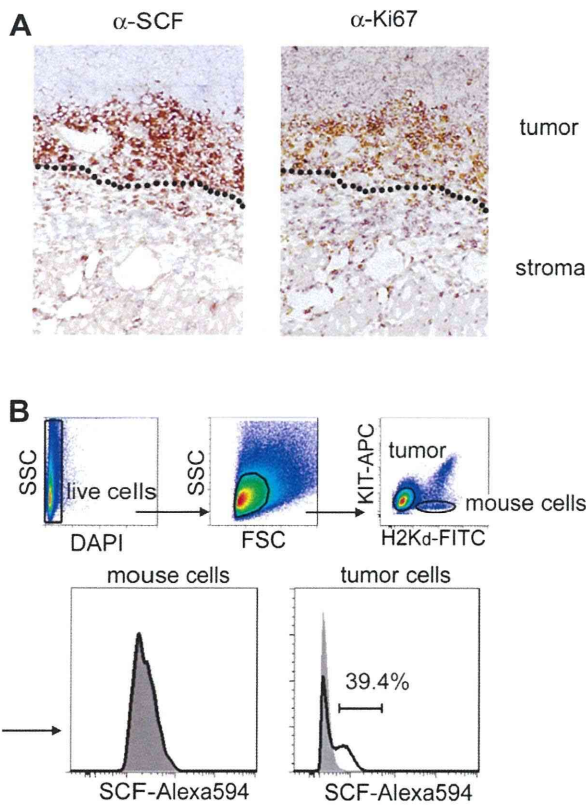 A
α-SCF
α-Ki67
tumor
stroma
B
SSC
live cells
DAPI
SSC
FSC
KIT-APC
tumor
mouse cells
H2Kd-FITC
mouse cells
tumor cells
39.4%
SCF-Alexa594
SCF-Alexa594